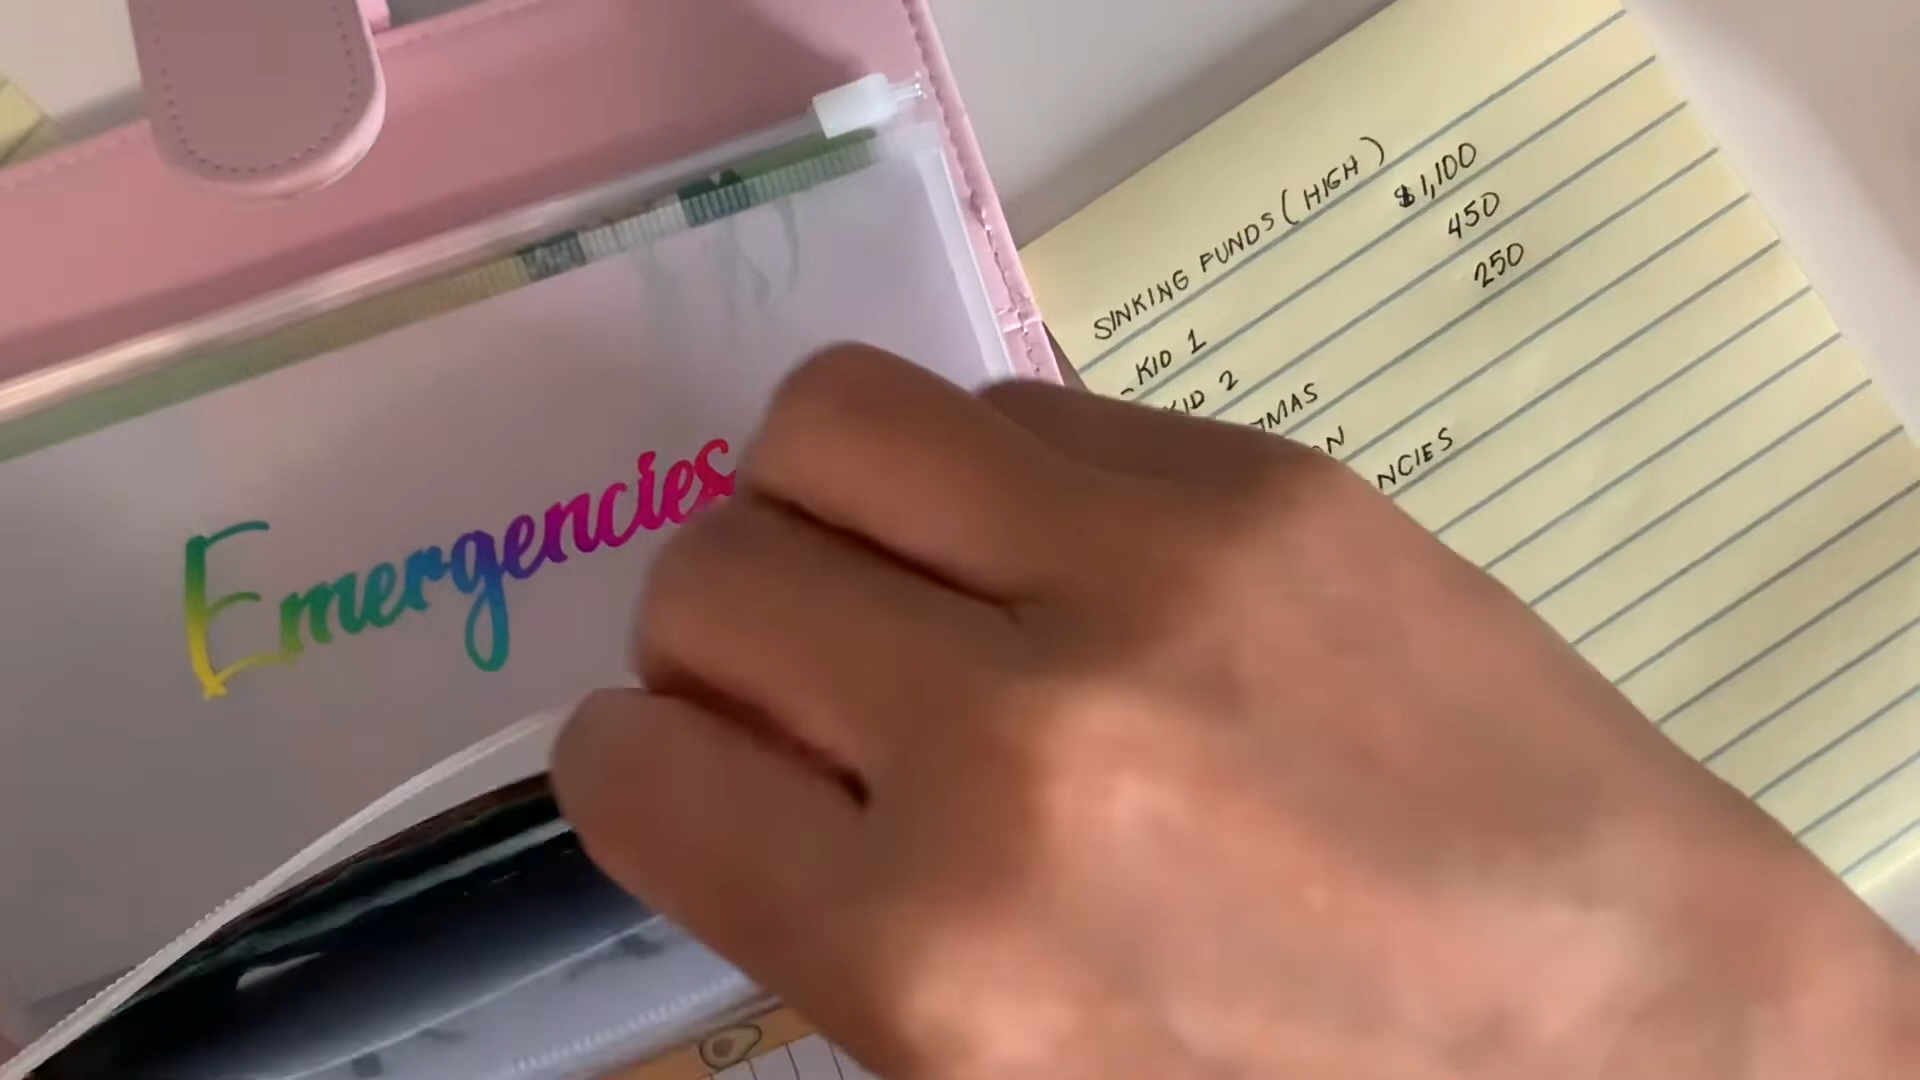 Emergencies
SINKING FUNDS (HIGH)
KID 1 $1,100
KID 2 450
250